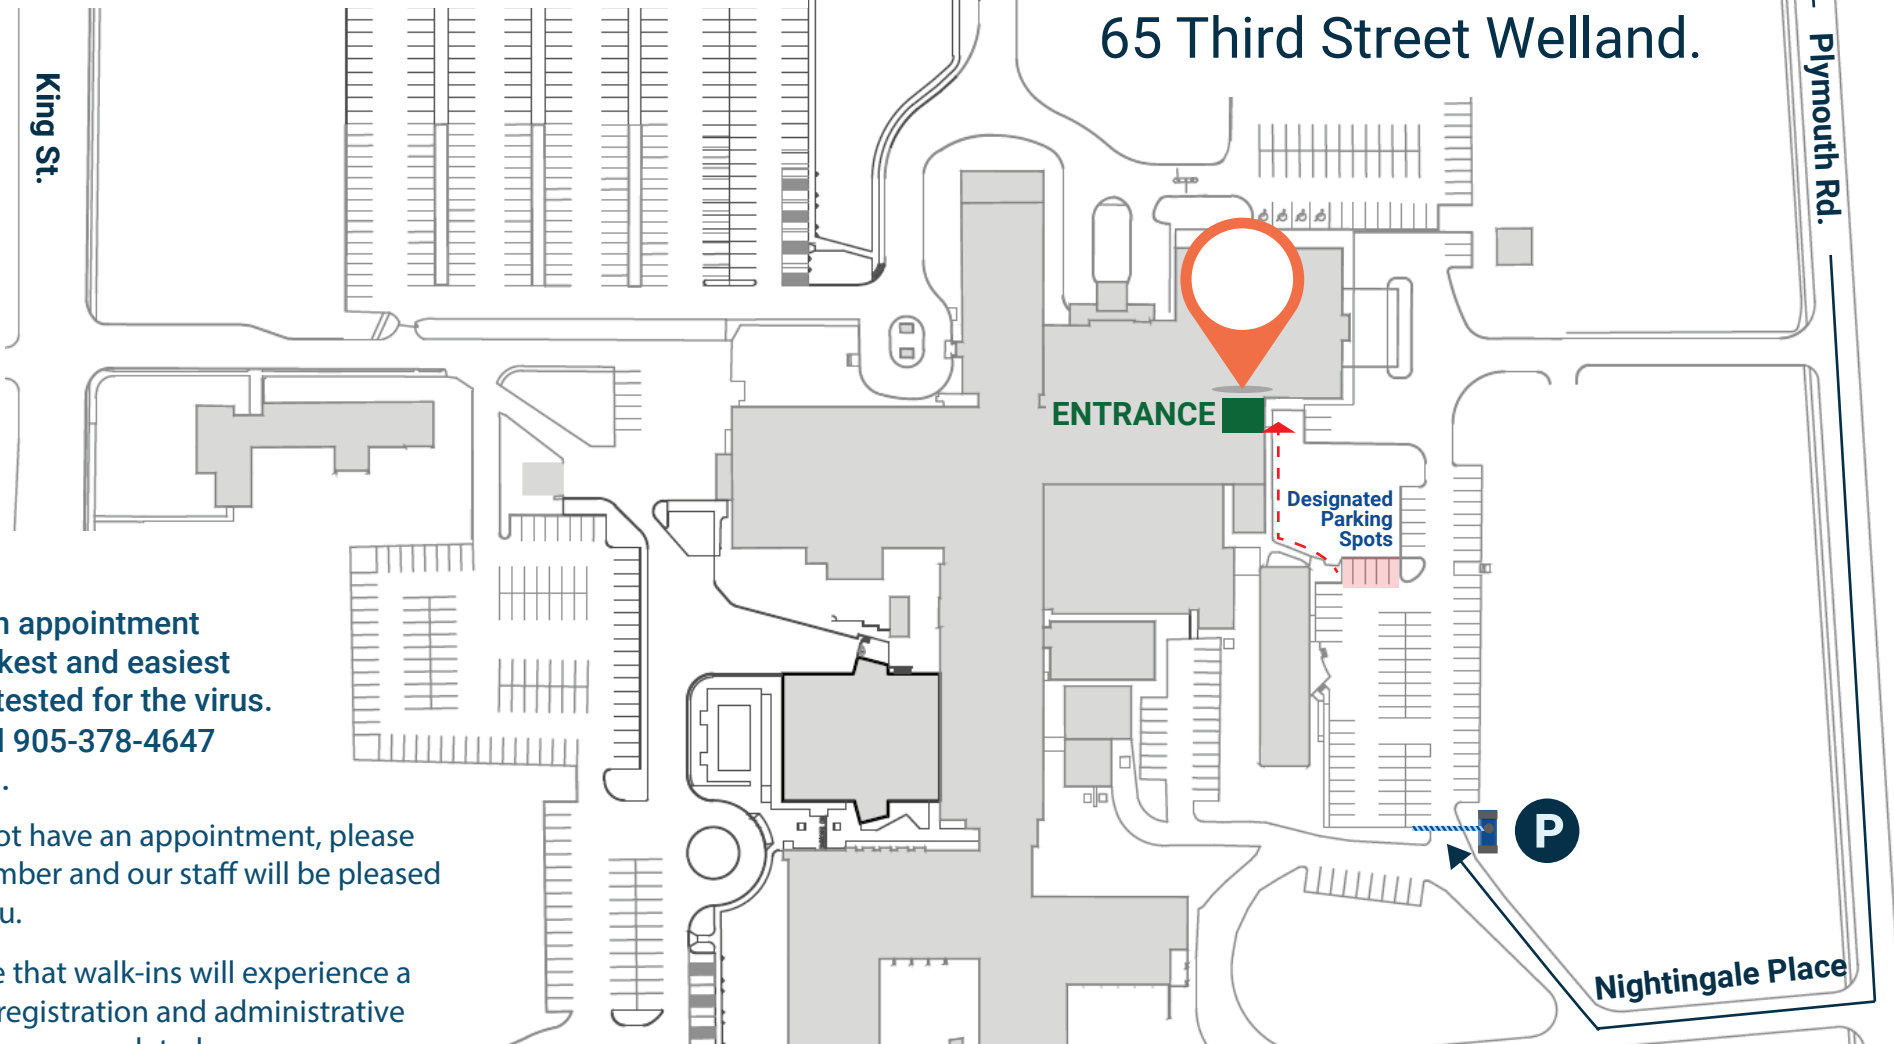 65 Third Street Welland.
King St.
Plymouth Rd.
ENTRANCE
Designated
Parking
Spots
appointment
kest and easiest
tested for the virus.
905-378-4647
.
ot have an appointment, please
mber and our staff will be pleased
u.
e that walk-ins will experience a
registration and administrative
P
Nightingale Place